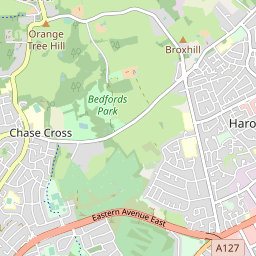 Orange
Tree Hill
Broxhill
Bedfords
Park
Chase Cross
Haro
Eastern Avenue East
A127